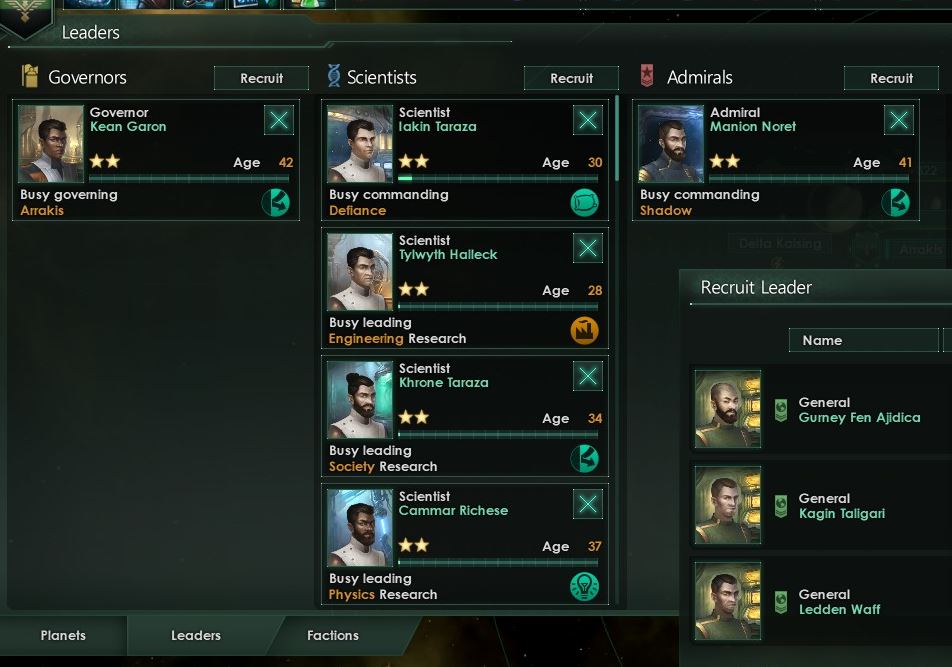 Leaders
Governors
Recruit
Governor
Kean Garon
Age 42
Busy governing
Arrakis
Scientists
Recruit
Scientist
Iakin Taraza
Age 30
Busy commanding
Defiance
Scientist
Tylwyth Halleck
Age 28
Busy leading
Engineering Research
Scientist
Khrone Taraza
Age 34
Busy leading
Society Research
Scientist
Cammar Richese
Age 37
Busy leading
Physics Research
Admirals
Recruit
Admiral
Manion Noret
Age 41
Busy commanding
Shadow
Delta Kaising
Arrakis
Recruit Leader
Name
General
Gurney Fen Ajidica
General
Kagin Taligari
General
Ledden Waff
Planets
Leaders
Factions